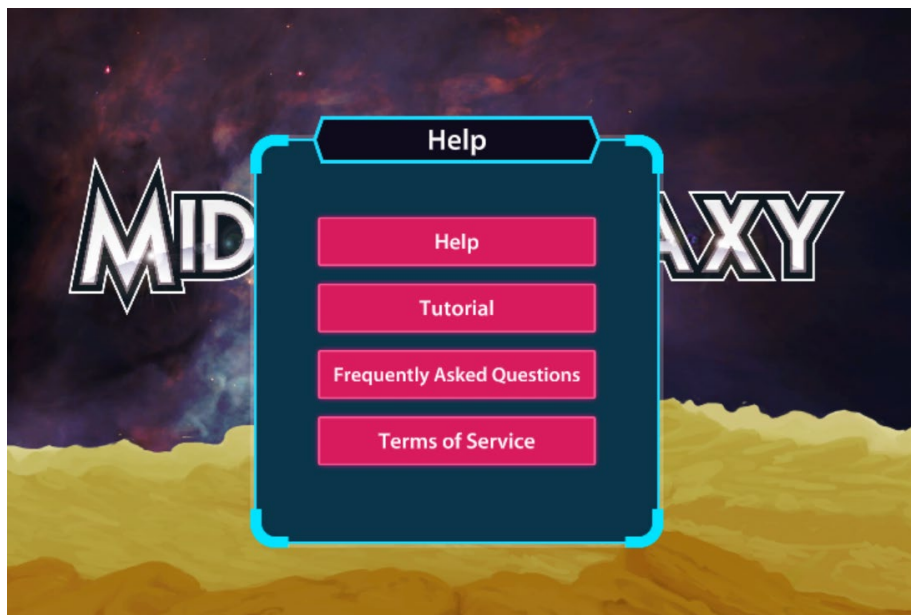 Help
MID AXY
Help
Tutorial
Frequently Asked Questions
Terms of Service